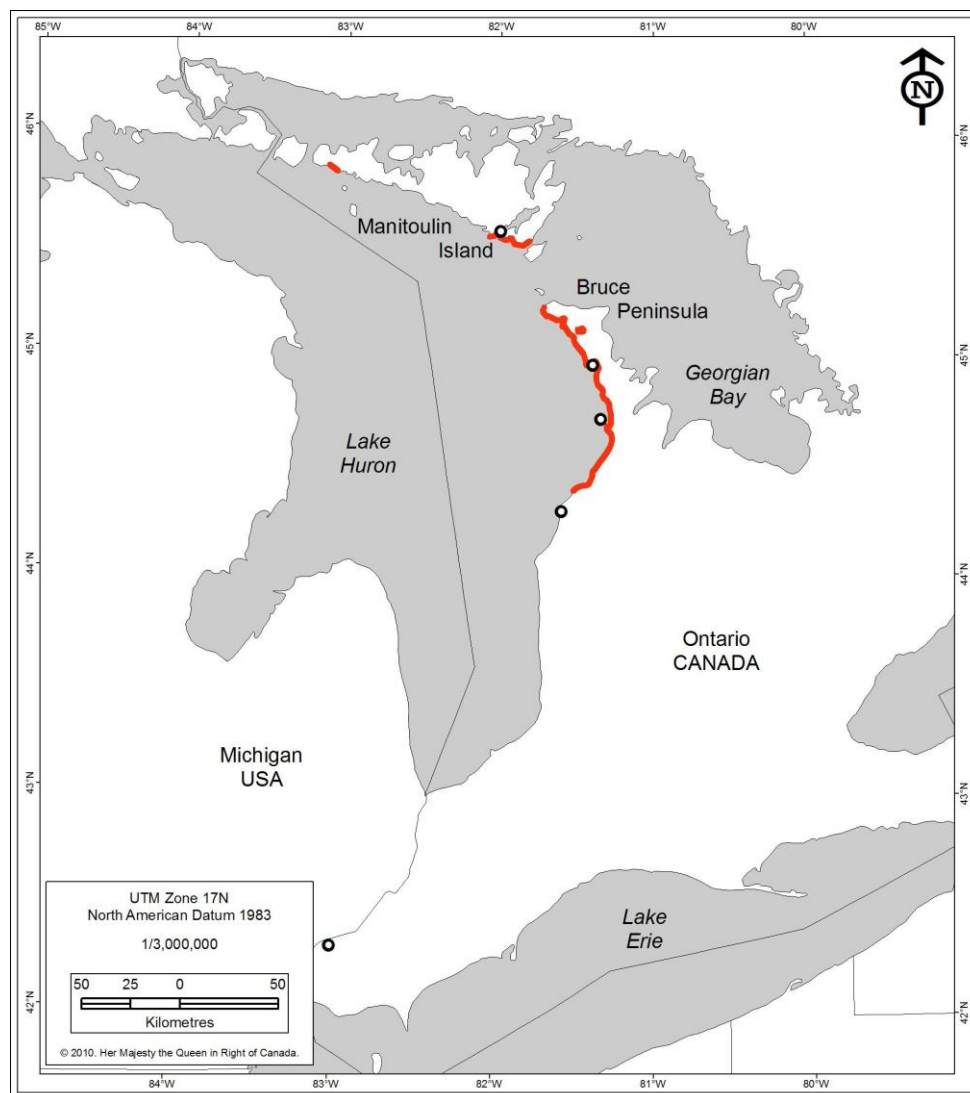 85°W
84°W
83°W
82°W
81°W
80°W
N
46°N
46°N
Manitoulin
Island
Bruce
Peninsula
45°N
45°N
Georgian
Bay
Lake
Huron
44°N
44°N
Ontario
CANADA
Michigan
USA
43°N
43°N
UTM Zone 17N
North American Datum 1983
1/3,000,000
50 25 0 50
Kilometres
© 2010. Her Majesty the Queen in Right of Canada.
Lake
Erie
42°N
42°N
84°W
83°W
82°W
81°W
80°W